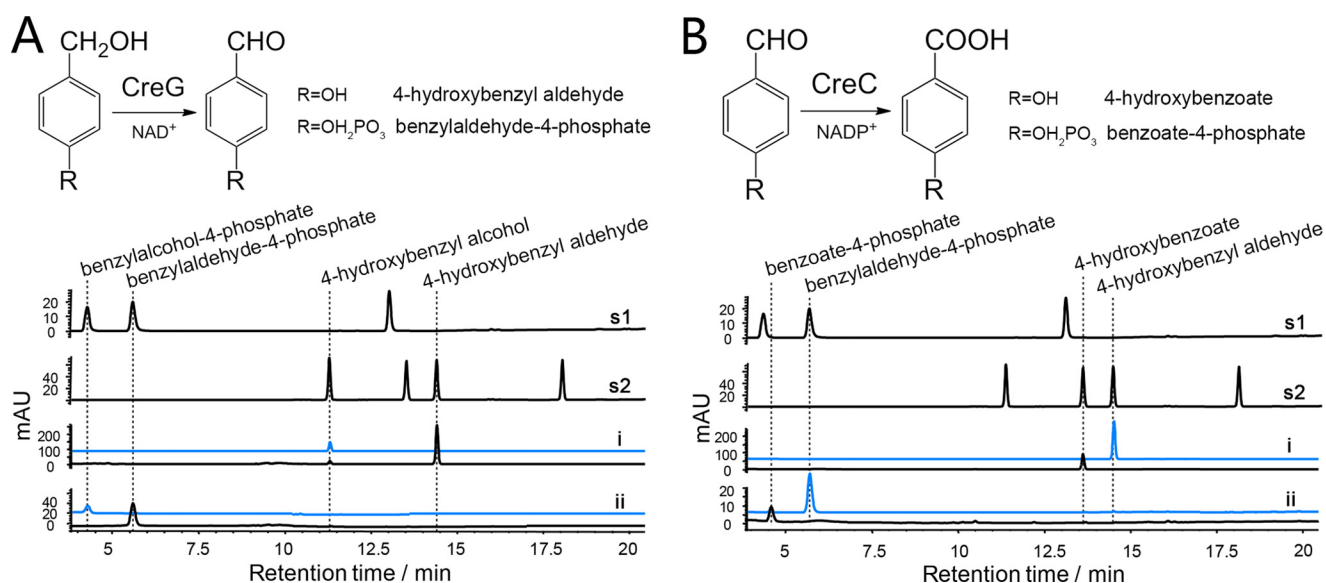 A
CH2OH
CHO
CreG
NAD+
R
R
R=OH 4-hydroxybenzyl aldehyde
R=OH2PO3 benzylaldehyde-4-phosphate
benzylalcohol-4-phosphate
benzylaldehyde-4-phosphate
4-hydroxybenzyl alcohol
4-hydroxybenzyl aldehyde
20
10
0
s1
40
20
s2
mAU
200
100
0
i
40
20
0
ii
5 7.5 10 12.5 15 17.5 20
Retention time / min
B
CHO
COOH
CreC
NADP+
R
R
R=OH 4-hydroxybenzoate
R=OH2PO3 benzoate-4-phosphate
benzoate-4-phosphate
benzylaldehyde-4-phosphate
4-hydroxybenzoate
4-hydroxybenzyl aldehyde
20
10
0
s1
40
20
s2
mAU
200
100
0
i
20
10
0
ii
5 7.5 10 12.5 15 17.5 20
Retention time / min